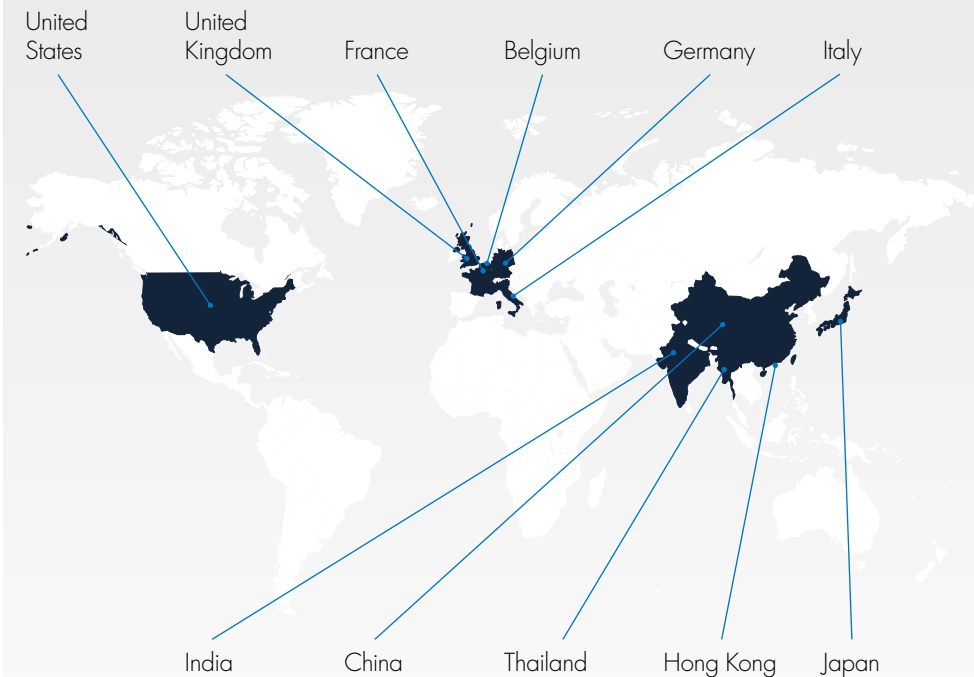 United
States
United
Kingdom
France
Belgium
Germany
Italy
India
China
Thailand
Hong Kong
Japan